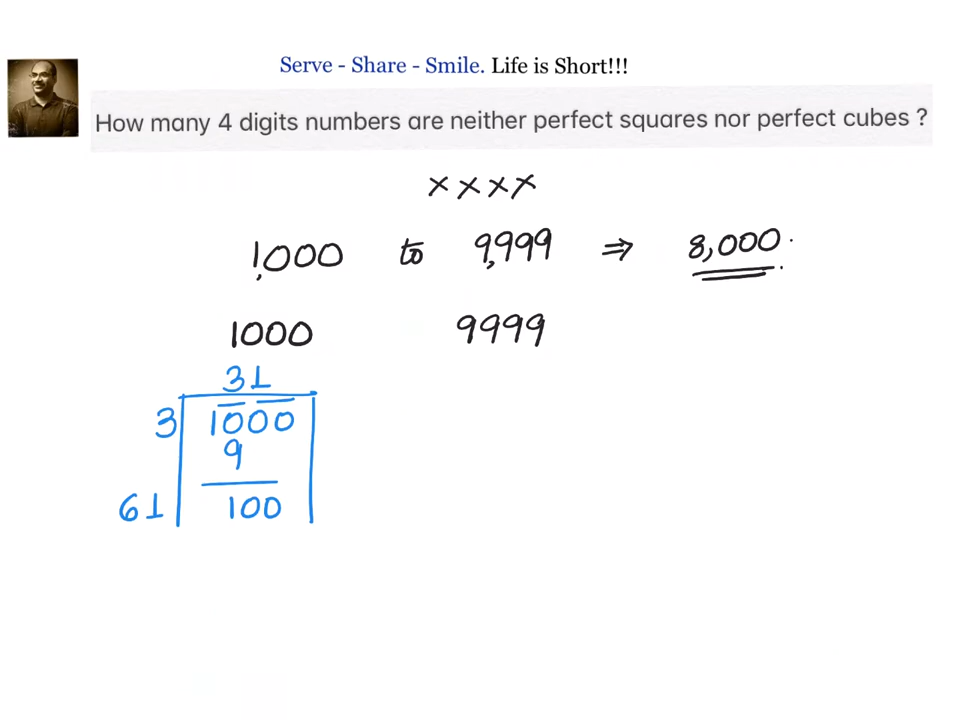 Serve - Share - Smile. Life is Short!!!
How many 4 digits numbers are neither perfect squares nor perfect cubes ?
× × × ×
1,000 to 9,999 ⇒ 8,000
1000 9999
31
3 1000
9
61 100